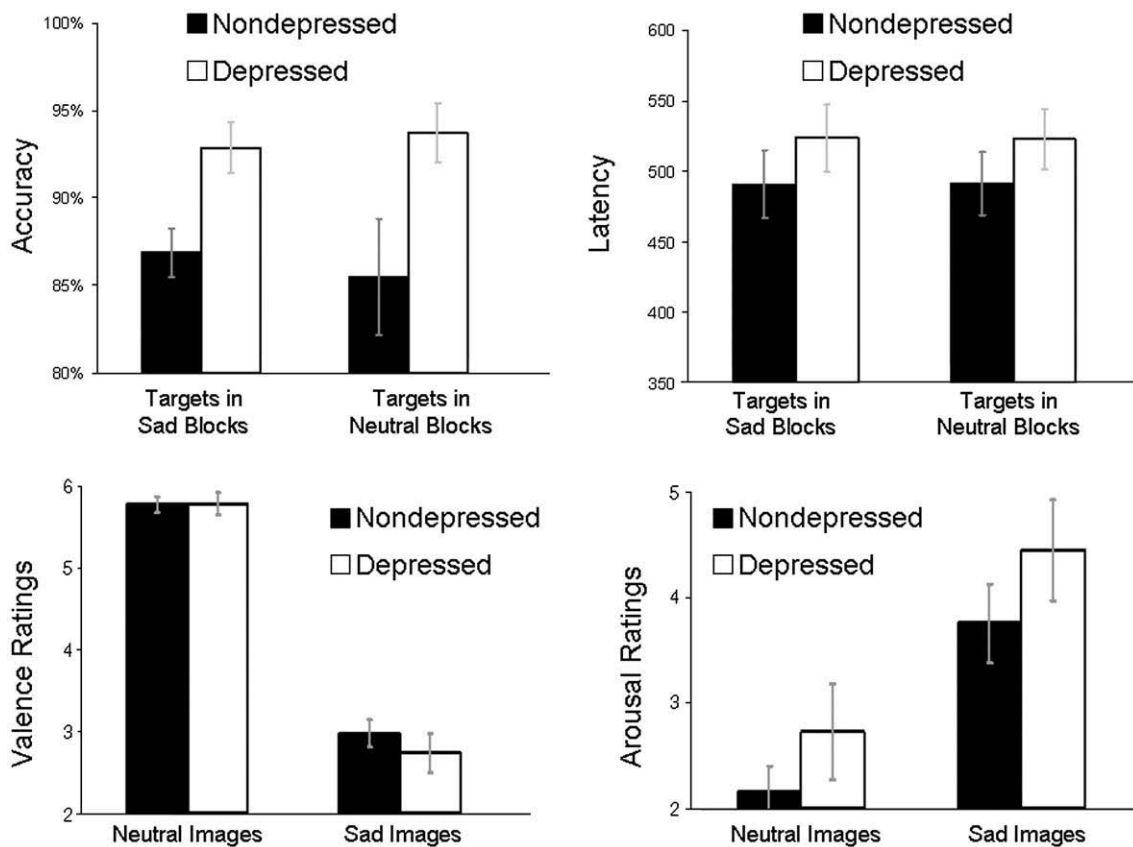 100%
95%
90%
85%
80%
Accuracy
Nondepressed
Depressed
Targets in
Sad Blocks
Targets in
Neutral Blocks
600
550
500
450
400
350
Latency
Nondepressed
Depressed
Targets in
Sad Blocks
Targets in
Neutral Blocks
6
5
4
3
2
Valence Ratings
Nondepressed
Depressed
Neutral Images
Sad Images
5
4
3
2
Arousal Ratings
Nondepressed
Depressed
Neutral Images
Sad Images